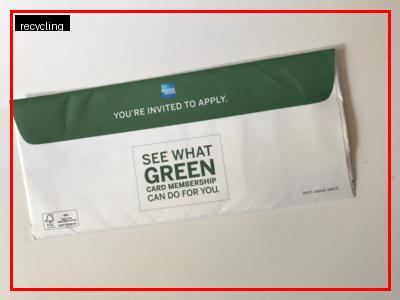 recycling
YOU'RE INVITED TO APPLY.
SEE WHAT
GREEN
CARD MEMBERSHIP
CAN DO FOR YOU.